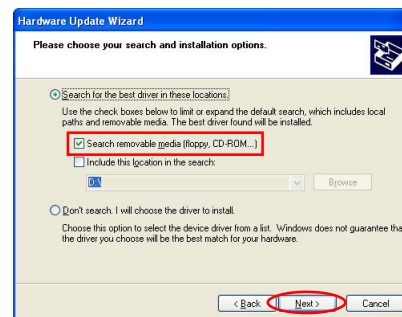 Hardware Update Wizard
Please choose your search and installation options.
Search for the best driver in these locations.
Use the check boxes below to limit or expand the default search, which includes local
paths and removable media. The best driver found will be installed.
Search removable media (floppy, CD-ROM...)
Include this location in the search:
D:\
Browse
Don't search. I will choose the driver to install.
Choose this option to select the device driver from a list. Windows does not guarantee tha
the driver you choose will be the best match for your hardware.
< Back
Next >
Cancel